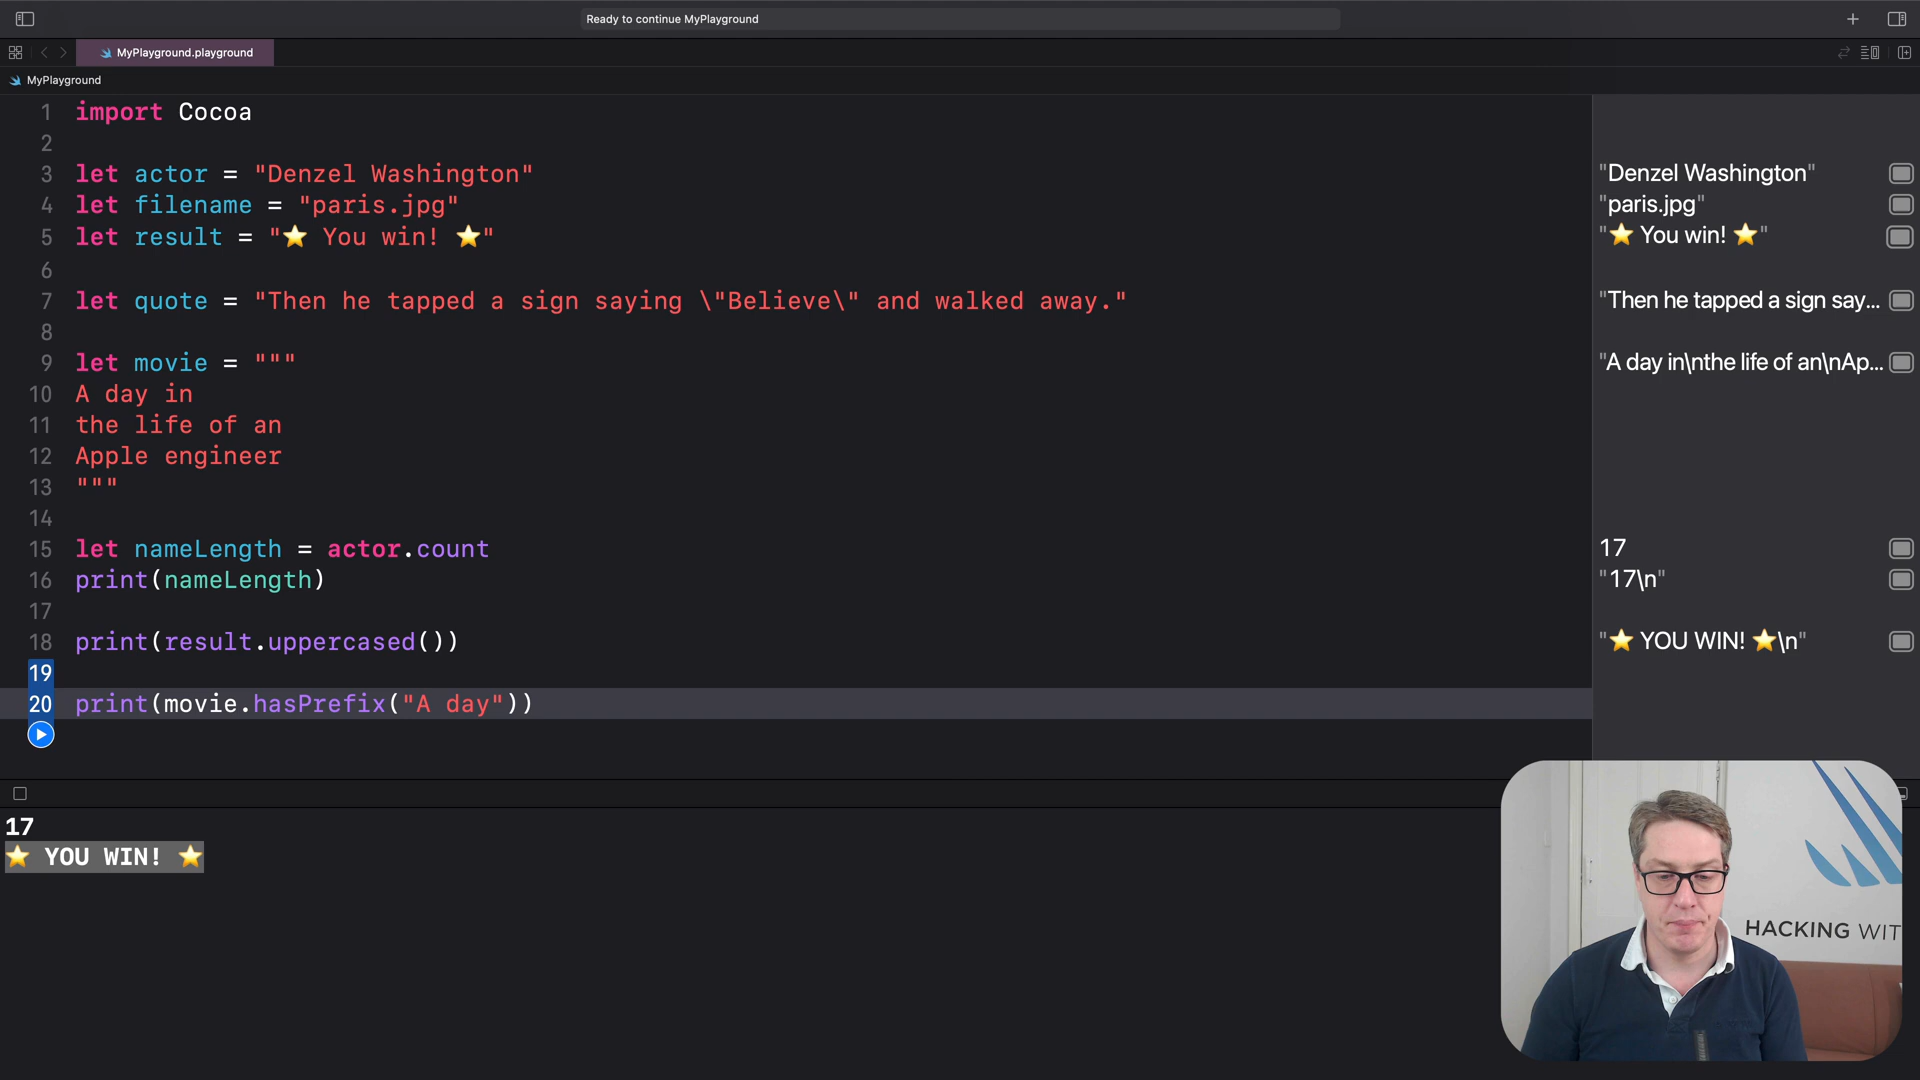 Ready to continue MyPlayground
MyPlayground.playground
MyPlayground
1 import Cocoa
2
3 let actor = "Denzel Washington"
4 let filename = "paris.jpg"
5 let result = "⭐️ You win! ⭐️"
6
7 let quote = "Then he tapped a sign saying \"Believe\" and walked away."
8
9 let movie = """
10 A day in
11 the life of an
12 Apple engineer
13 """
14
15 let nameLength = actor.count
16 print(nameLength)
17
18 print(result.uppercased())
19
20 print(movie.hasPrefix("A day"))
"Denzel Washington"
"paris.jpg"
"⭐️ You win! ⭐️"
"Then he tapped a sign say...
"A day in\nthe life of an\nAp...
17
"17\n"
"⭐️ YOU WIN! ⭐️\n"
17
⭐️ YOU WIN! ⭐️
HACKING WIT